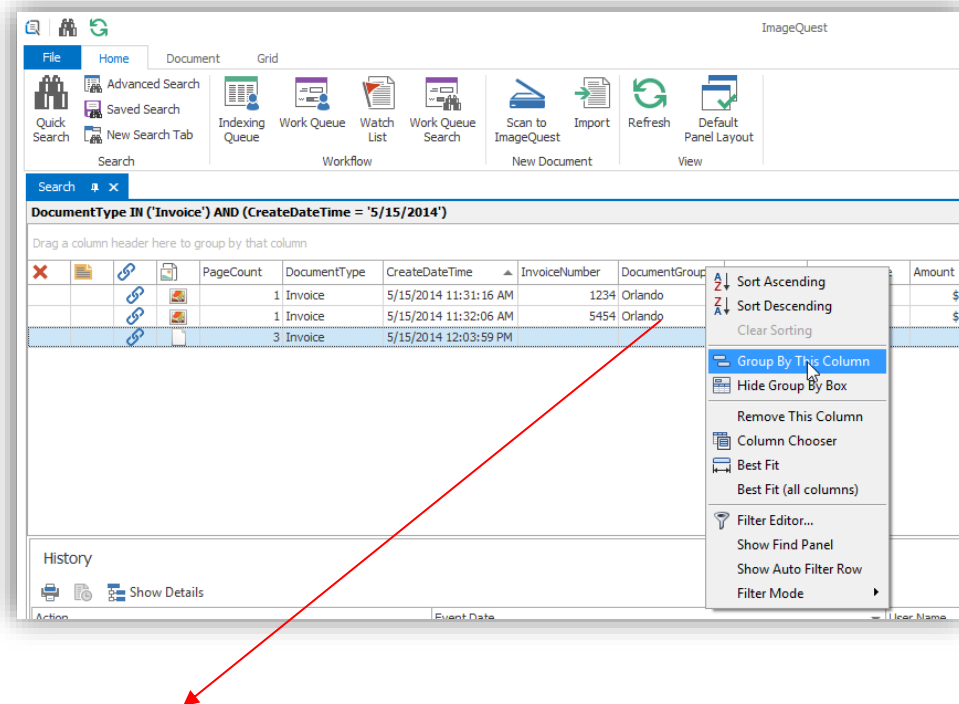 ImageQuest
File Home Document Grid
Quick Search
Advanced Search
Saved Search
New Search Tab
Search
Indexing Queue
Work Queue
Watch List
Work Queue Search
Workflow
Scan to ImageQuest
Import
New Document
Refresh
Default Panel Layout
View
Search
DocumentType IN ('Invoice') AND (CreateDateTime = '5/15/2014')
Drag a column header here to group by that column
PageCount DocumentType CreateDateTime InvoiceNumber DocumentGroup Amount
1 Invoice 5/15/2014 11:31:16 AM 1234 Orlando $
1 Invoice 5/15/2014 11:32:06 AM 5454 Orlando $
3 Invoice 5/15/2014 12:03:59 PM
Sort Ascending
Sort Descending
Clear Sorting
Group By This Column
Hide Group By Box
Remove This Column
Column Chooser
Best Fit
Best Fit (all columns)
Filter Editor...
Show Find Panel
Show Auto Filter Row
Filter Mode
History
Show Details
Action Event Date User Name